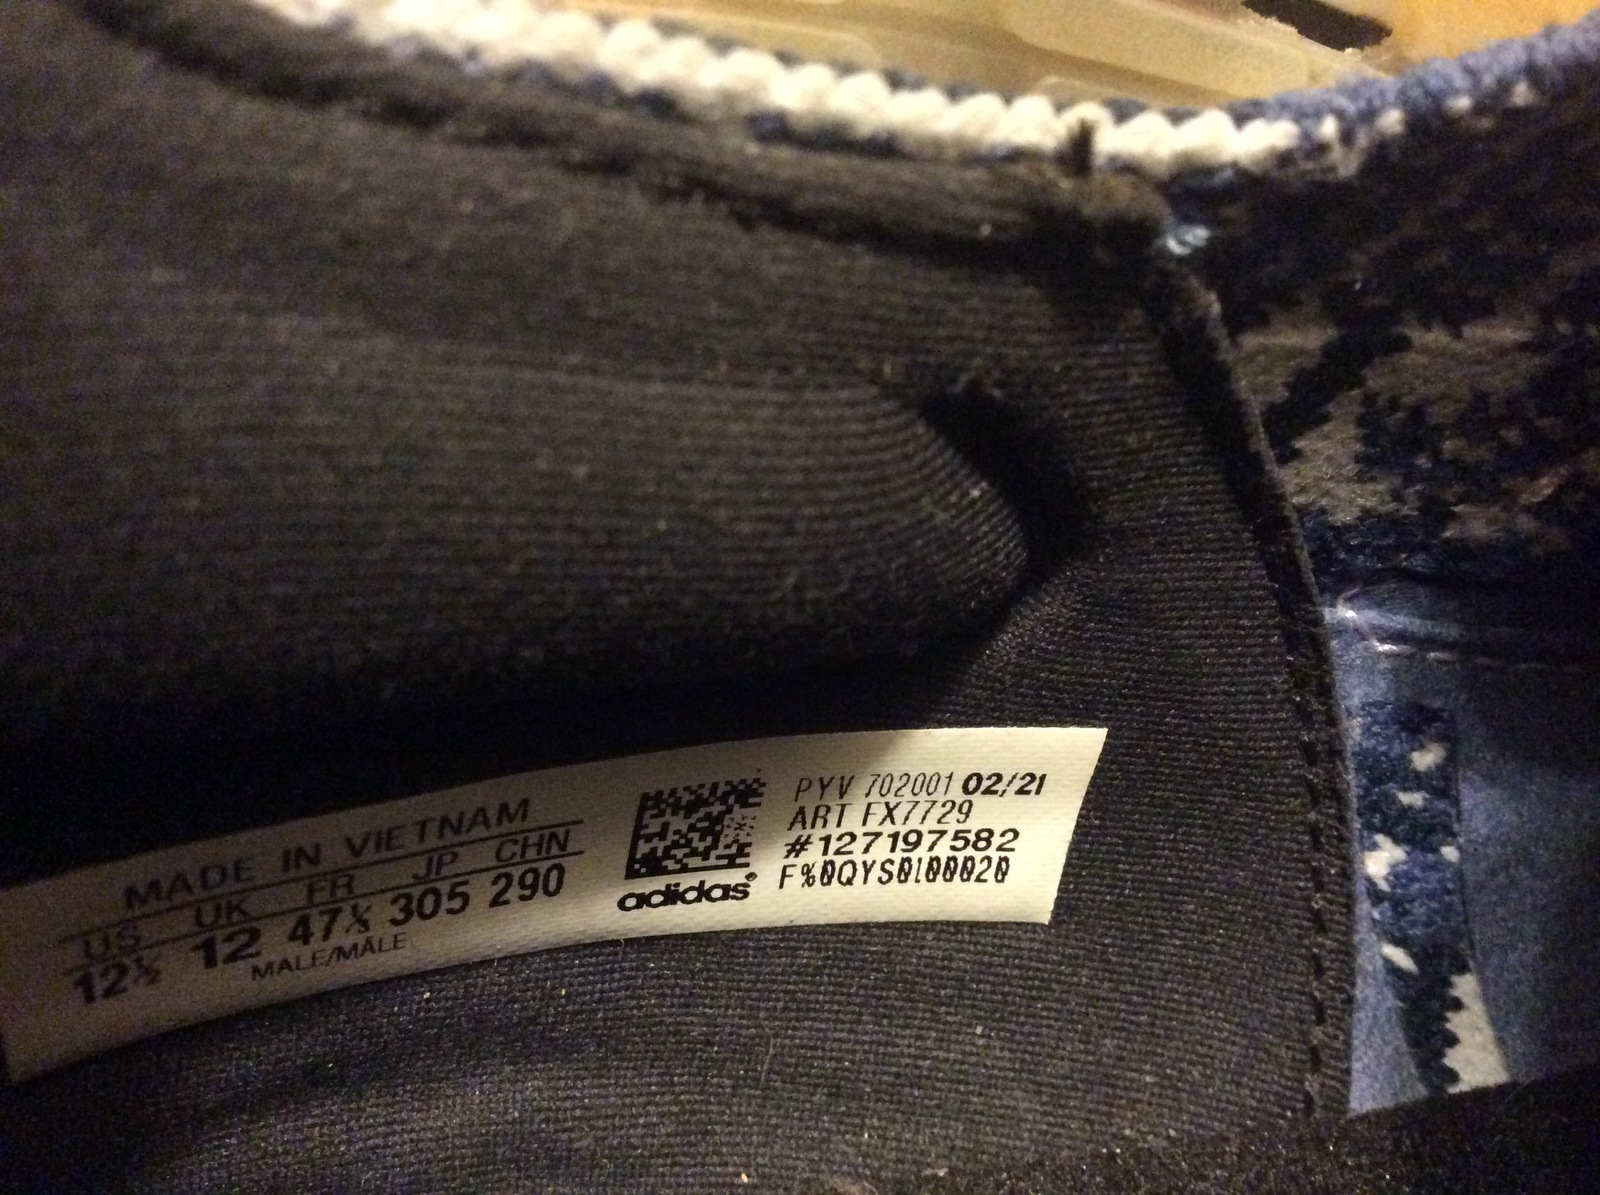 MADE IN VIETNAM
US UK FR JP CHN
12½ 12 47⅓ 305 290
MALE/MÂLE
adidas®
PYV 702001 02/21
ART FX7729
#127197582
F%0QYS0100020